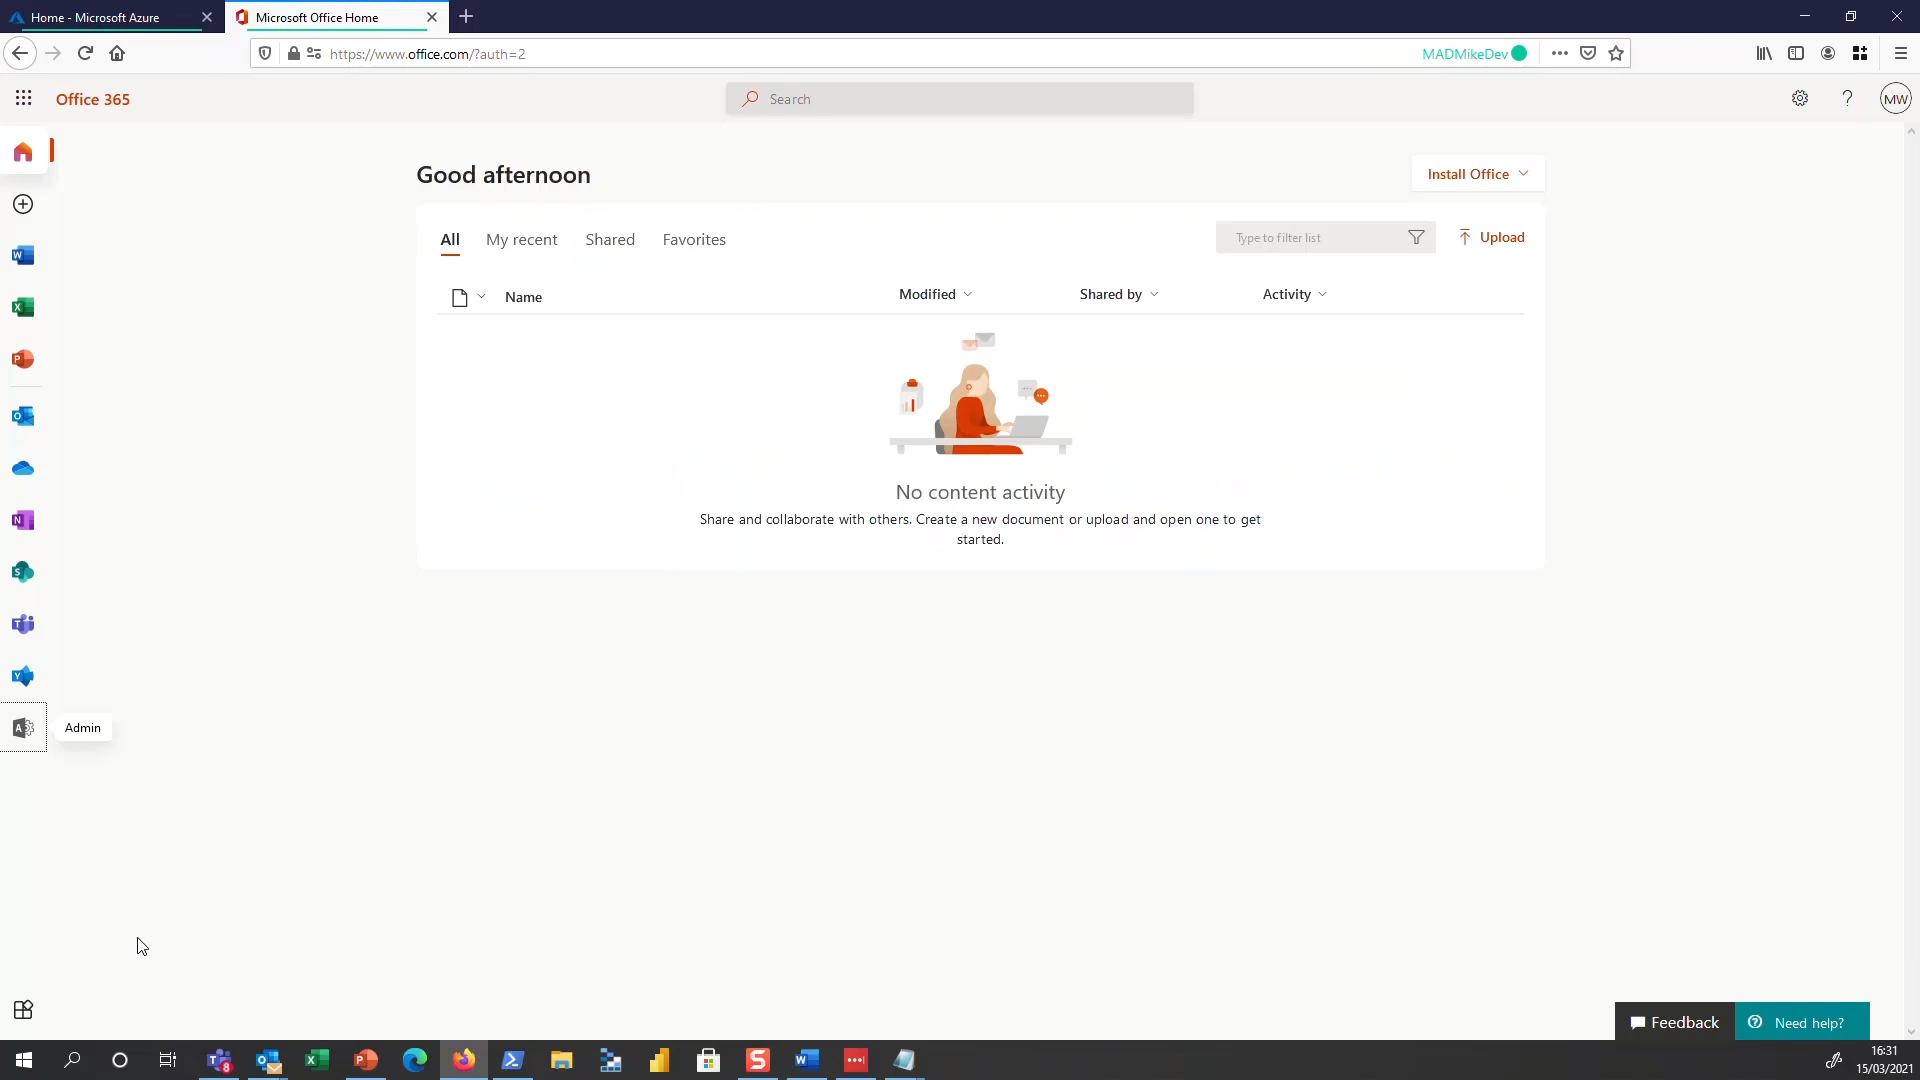 Home - Microsoft Azure
Microsoft Office Home
https://www.office.com/?auth=2
MADMikeDev
Office 365
Search
MW
Good afternoon
Install Office
All
My recent
Shared
Favorites
Type to filter list
Upload
Name
Modified
Shared by
Activity
No content activity
Share and collaborate with others. Create a new document or upload and open one to get
started.
Admin
Feedback
Need help?
16:31
15/03/2021